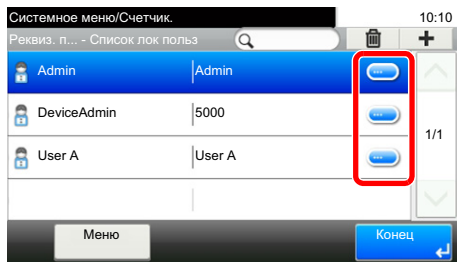 Системное меню/Счетчик. 10:10
Реквиз. п... - Список лок польз
Admin Admin
DeviceAdmin 5000
1/1
User A User A
Меню Конец